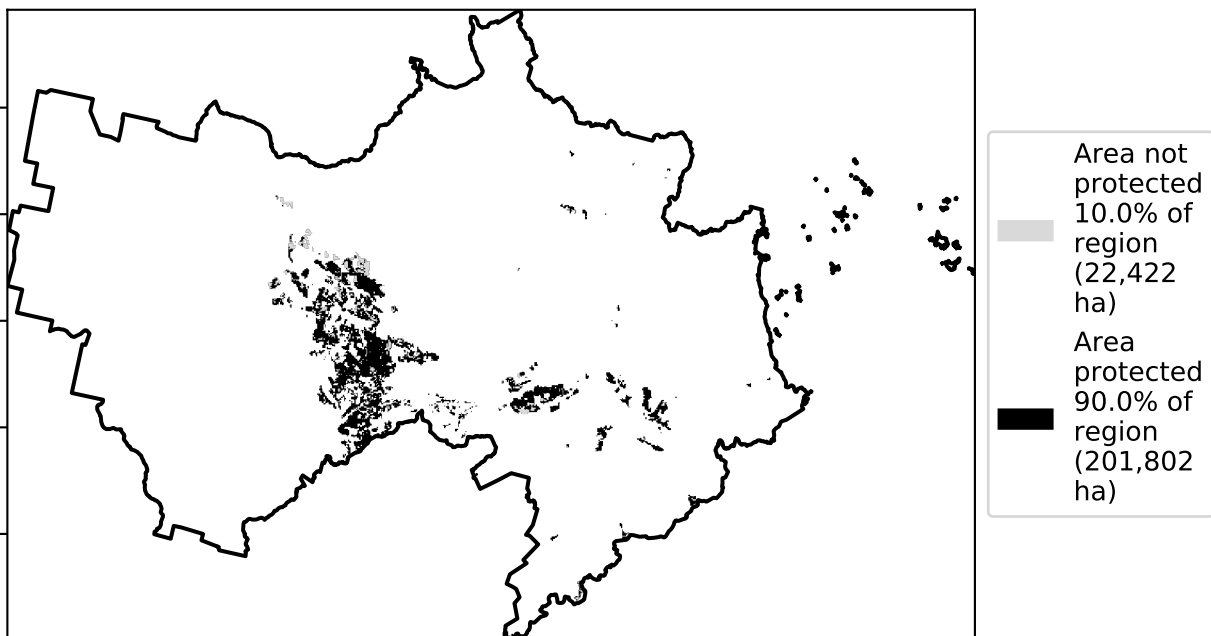 Area not
protected
10.0% of
region
(22,422
ha)
Area
protected
90.0% of
region
(201,802
ha)